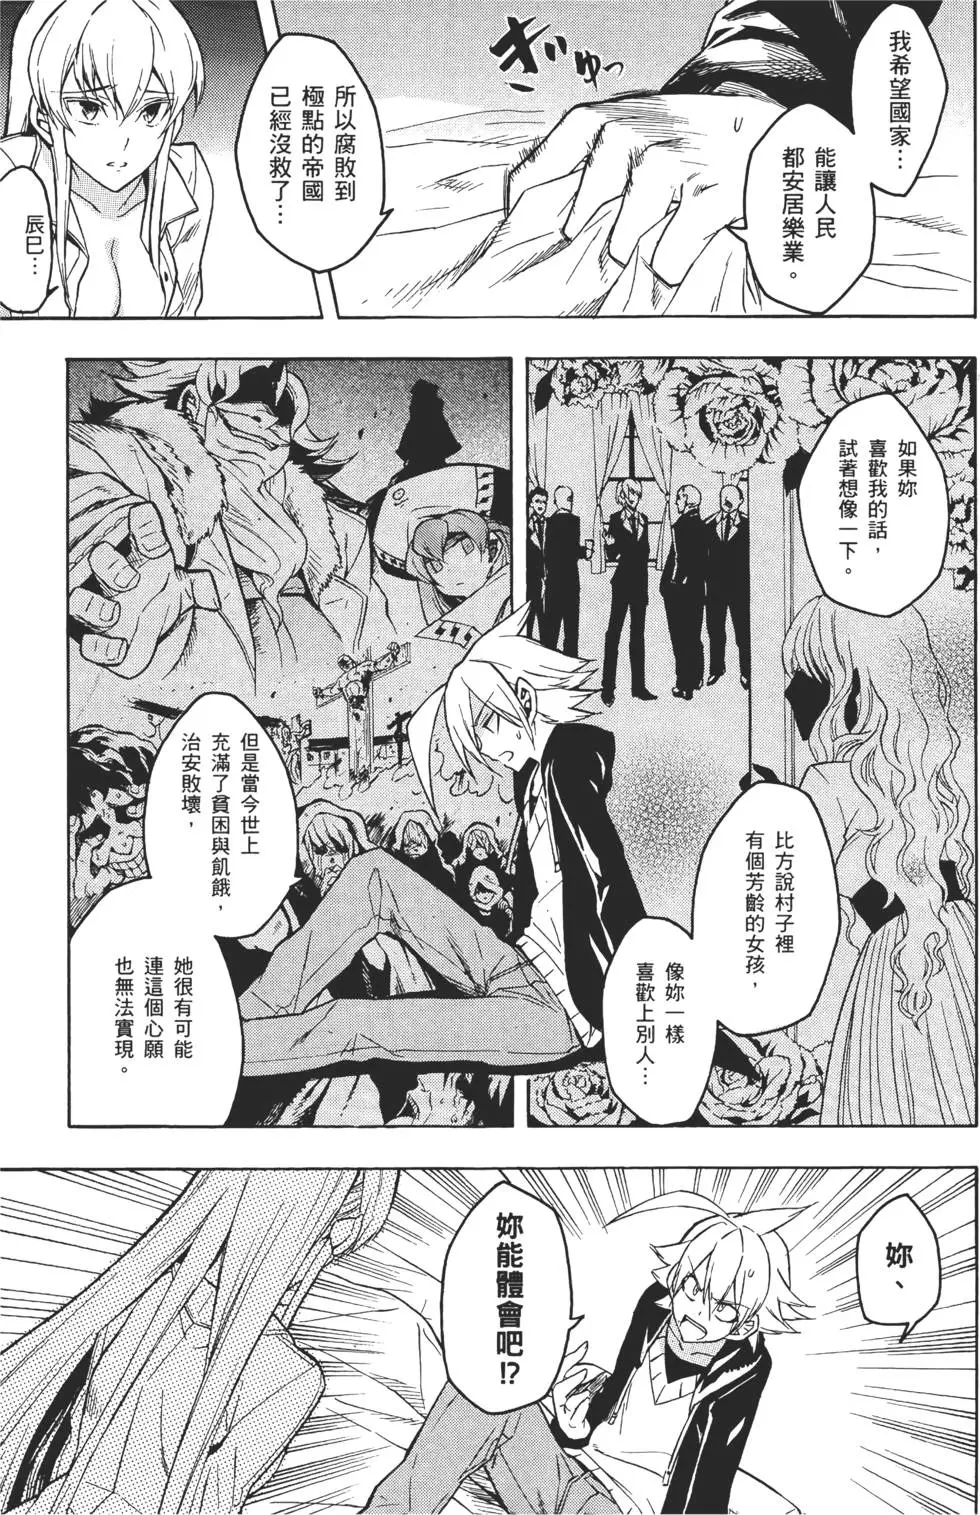 我希望國家…
能讓人民
都安居樂業。
ぎゅっ
所以腐敗到
極點的帝國
已經沒救了…
辰巳…
如果妳
喜歡我的話，
試著想像一下。
比方說村子裡
有個芳齡的女孩，
像妳一樣
喜歡上別人…
但是當今世上
充滿了貧困與飢餓，
治安敗壞，
她很有可能
連這個心願
也無法實現。
妳、
妳能體會吧!?